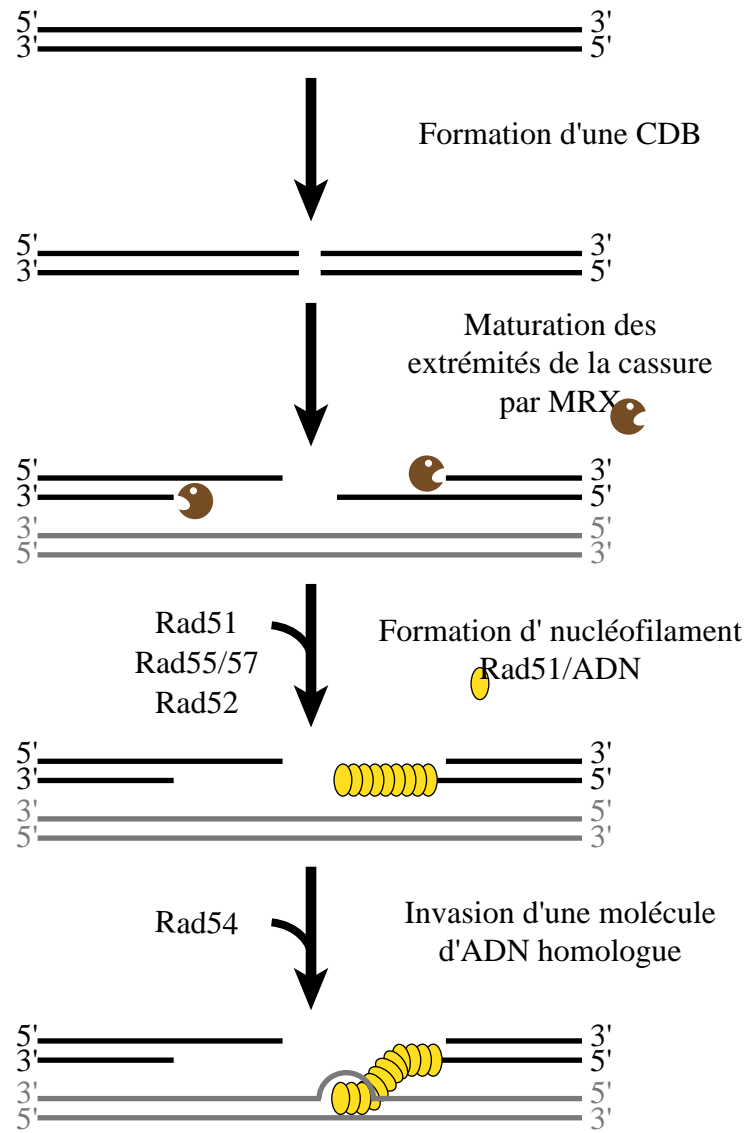 5' 3'
3' 5'
Formation d'une CDB
5' 3'
3' 5'
Maturation des
extrémités de la cassure
par MRX
5' 3'
3' 5'
3' 5'
5' 3'
Rad51
Rad55/57
Rad52
Formation d' nucléofilament
Rad51/ADN
5' 3'
3' 5'
3' 5'
5' 3'
Rad54
Invasion d'une molécule
d'ADN homologue
5' 3'
3' 5'
3' 5'
5' 3'